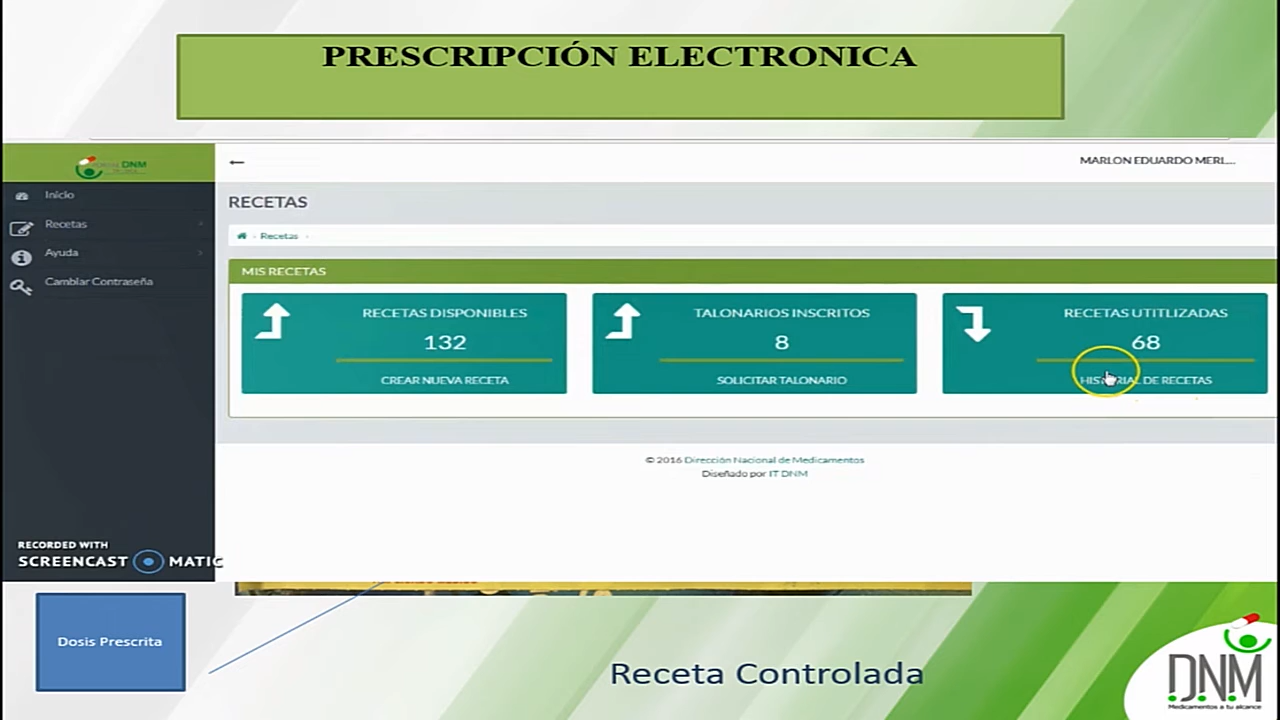 PRESCRIPCIÓN ELECTRONICA
DNM
MARLON EDUARDO MERL...
Inicio
Recetas
Ayuda
Cambiar Contraseña
RECETAS
Recetas
MIS RECETAS
RECETAS DISPONIBLES
132
CREAR NUEVA RECETA
TALONARIOS INSCRITOS
8
SOLICITAR TALONARIO
RECETAS UTITLIZADAS
68
HISTORIAL DE RECETAS
© 2016 Dirección Nacional de Medicamentos
Diseñado por IT DNM
RECORDED WITH
SCREENCAST MATIC
Dosis Prescrita
Receta Controlada
DNM
Medicamentos a tu alcance